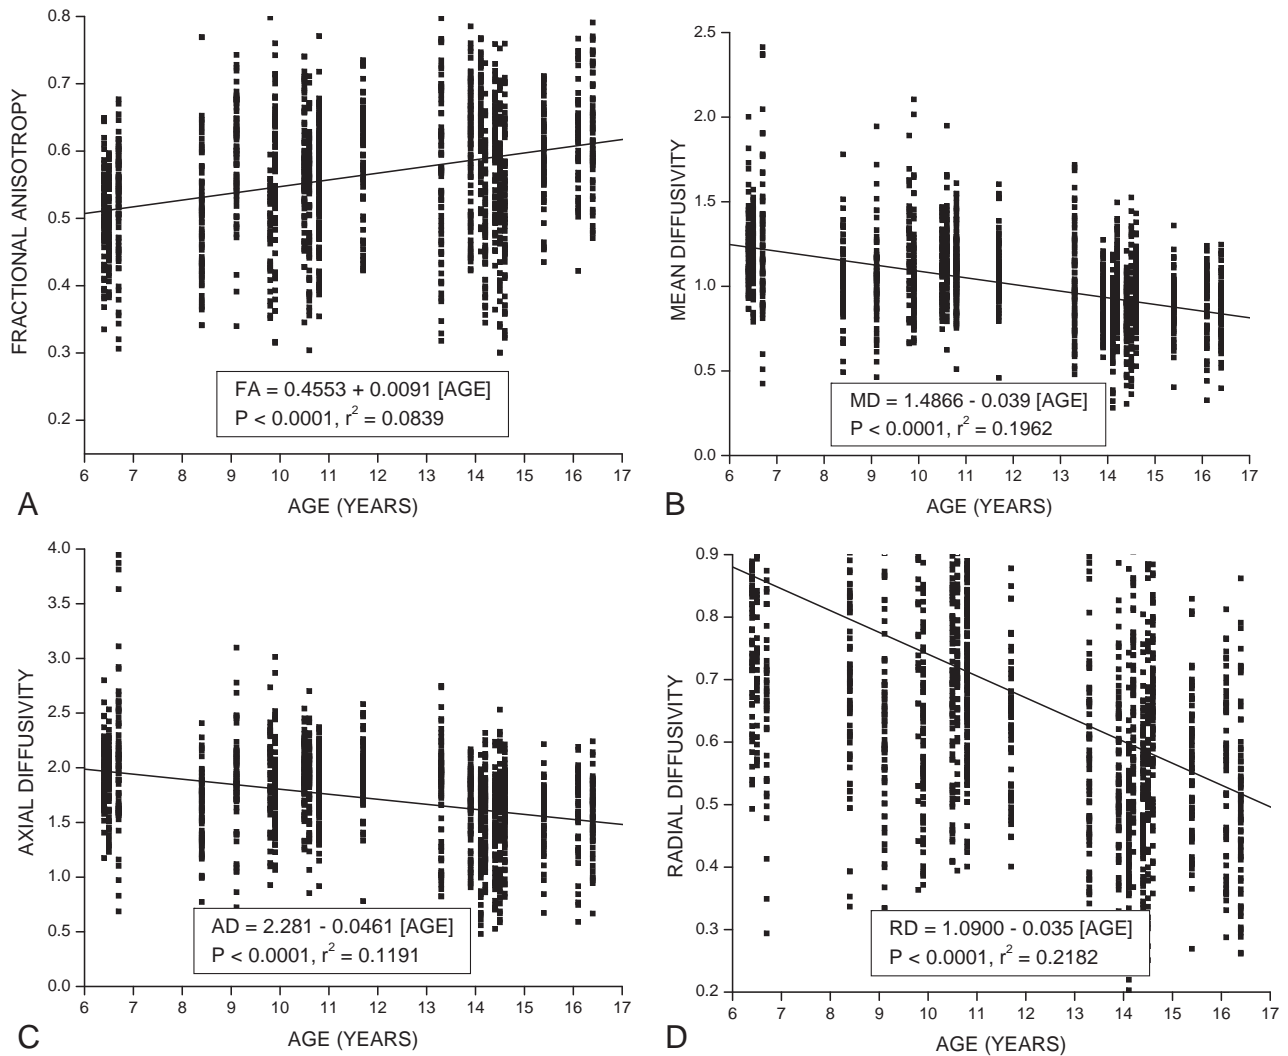 0.8
0.7
0.6
0.5
0.4
0.3
0.2
FRACTIONAL ANISOTROPY
FA = 0.4553 + 0.0091 [AGE]
P < 0.0001, r² = 0.0839
6 7 8 9 10 11 12 13 14 15 16 17
AGE (YEARS)
A
2.5
2.0
1.5
1.0
0.5
0.0
MEAN DIFFUSIVITY
MD = 1.4866 - 0.039 [AGE]
P < 0.0001, r² = 0.1962
6 7 8 9 10 11 12 13 14 15 16 17
AGE (YEARS)
B
4.0
3.5
3.0
2.5
2.0
1.5
1.0
0.5
0.0
AXIAL DIFFUSIVITY
AD = 2.281 - 0.0461 [AGE]
P < 0.0001, r² = 0.1191
6 7 8 9 10 11 12 13 14 15 16 17
AGE (YEARS)
C
0.9
0.8
0.7
0.6
0.5
0.4
0.3
0.2
RADIAL DIFFUSIVITY
RD = 1.0900 - 0.035 [AGE]
P < 0.0001, r² = 0.2182
6 7 8 9 10 11 12 13 14 15 16 17
AGE (YEARS)
D